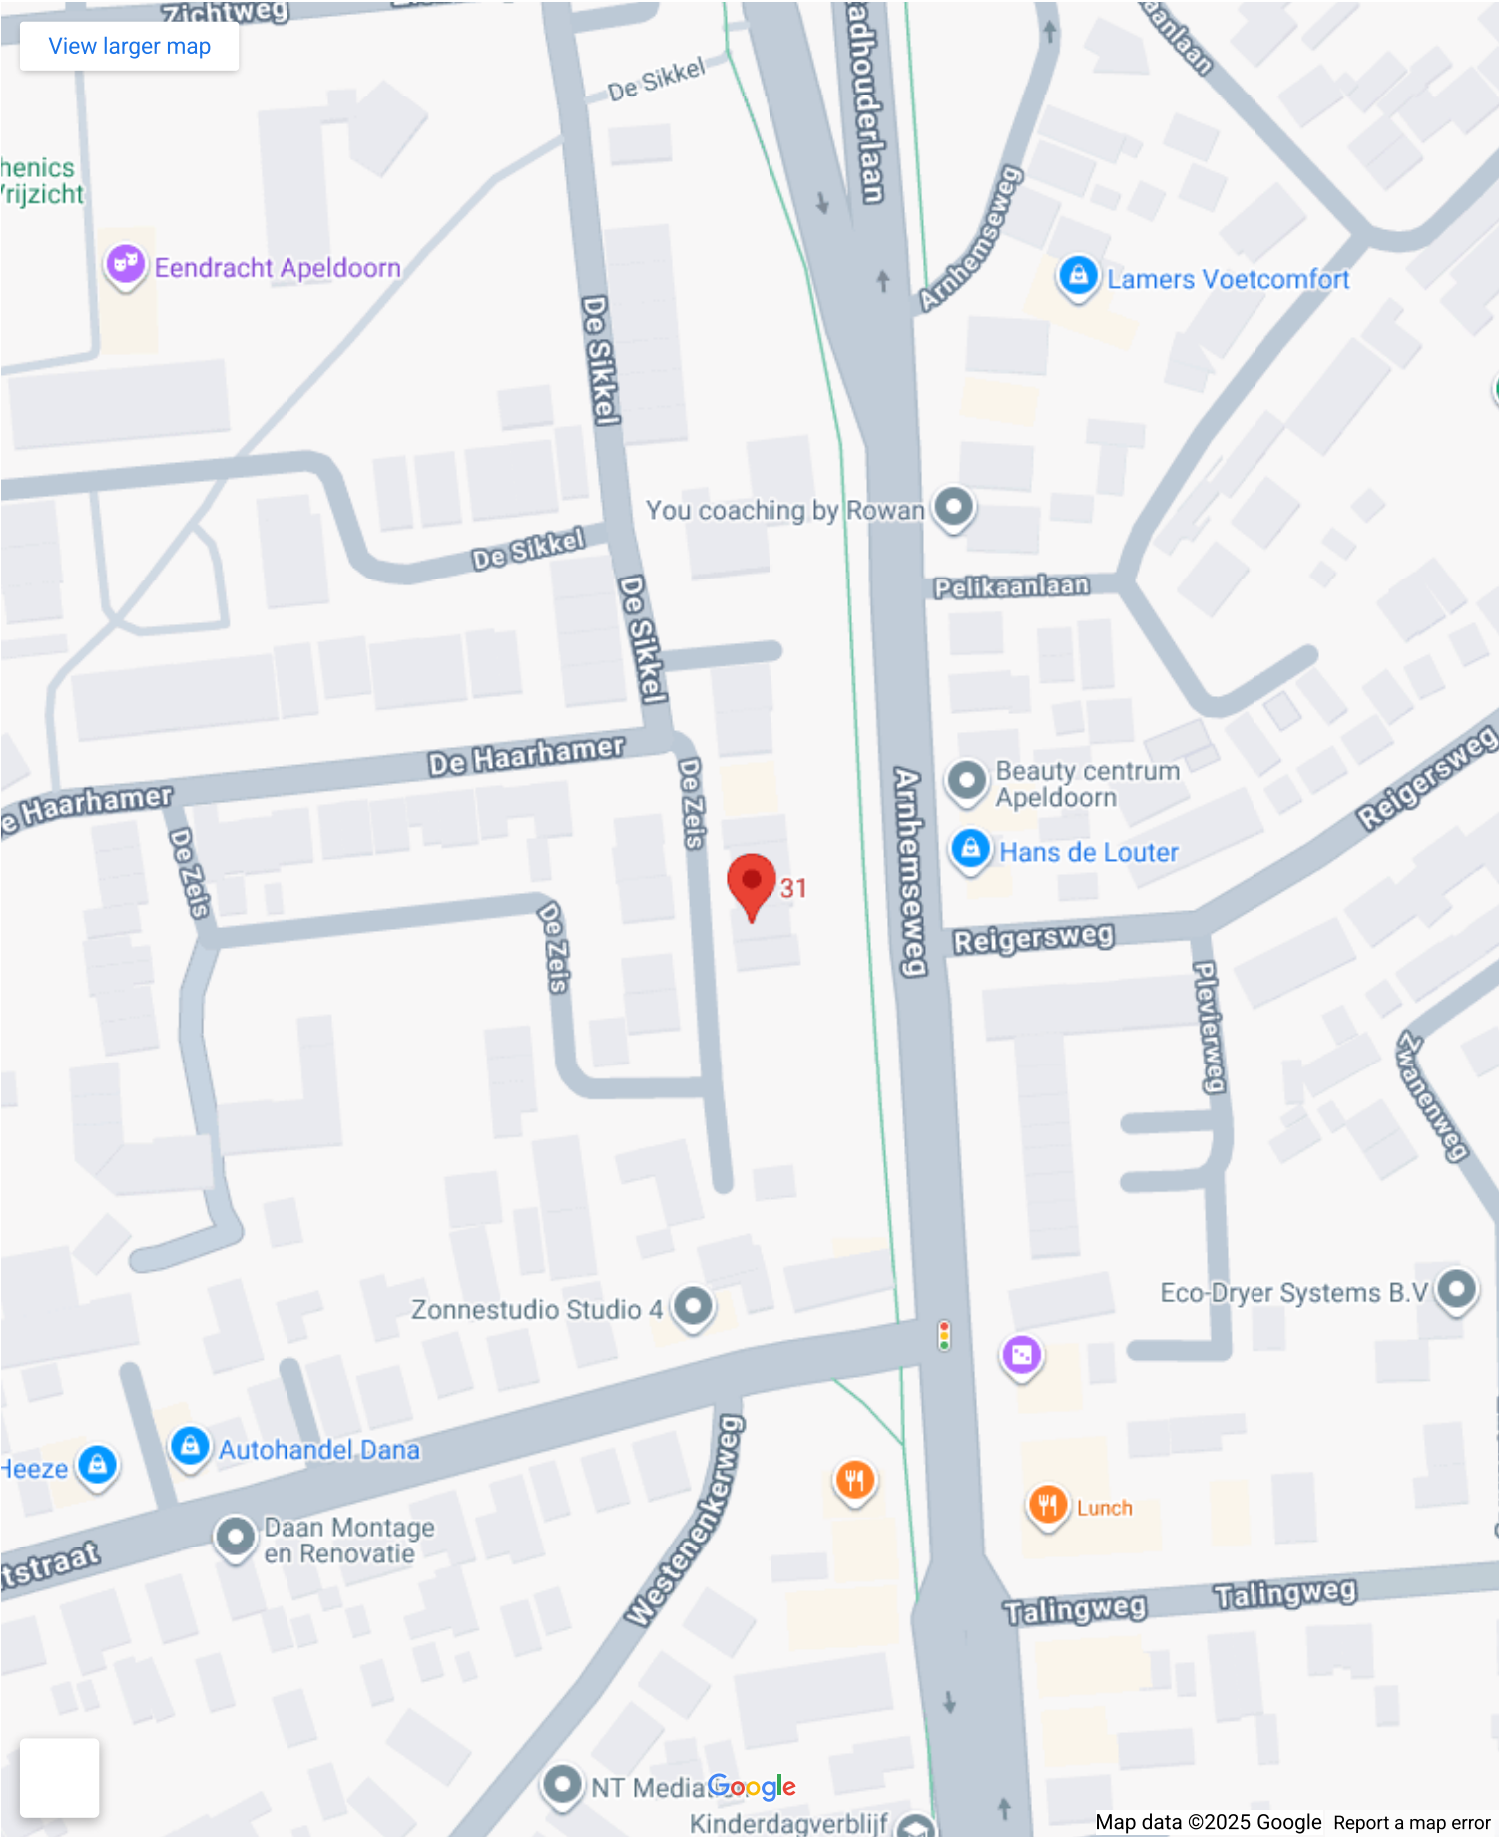 Zichtweg
View larger map
De Sikkel
adhouderlaan
aanlaan
henics
Vrijzicht
Arnhemseweg
Eendracht Apeldoorn
Lamers Voetcomfort
De Sikkel
You coaching by Rowan
De Sikkel
Pelikaanlaan
De Sikkel
De Haarhamer
e Haarhamer
De Zeis
Beauty centrum
Apeldoorn
Reigersweg
Arnhemseweg
Hans de Louter
De Zeis
31
De Zeis
Reigersweg
Plevierweg
Zwanenweg
Zonnestudio Studio 4
Eco-Dryer Systems B.V
Heeze
Autohandel Dana
Westenenkerweg
Lunch
Daan Montage
en Renovatie
tstraat
Talingweg
Talingweg
NT Media
Google
Kinderdagverblijf
Map data ©2025 Google
Report a map error